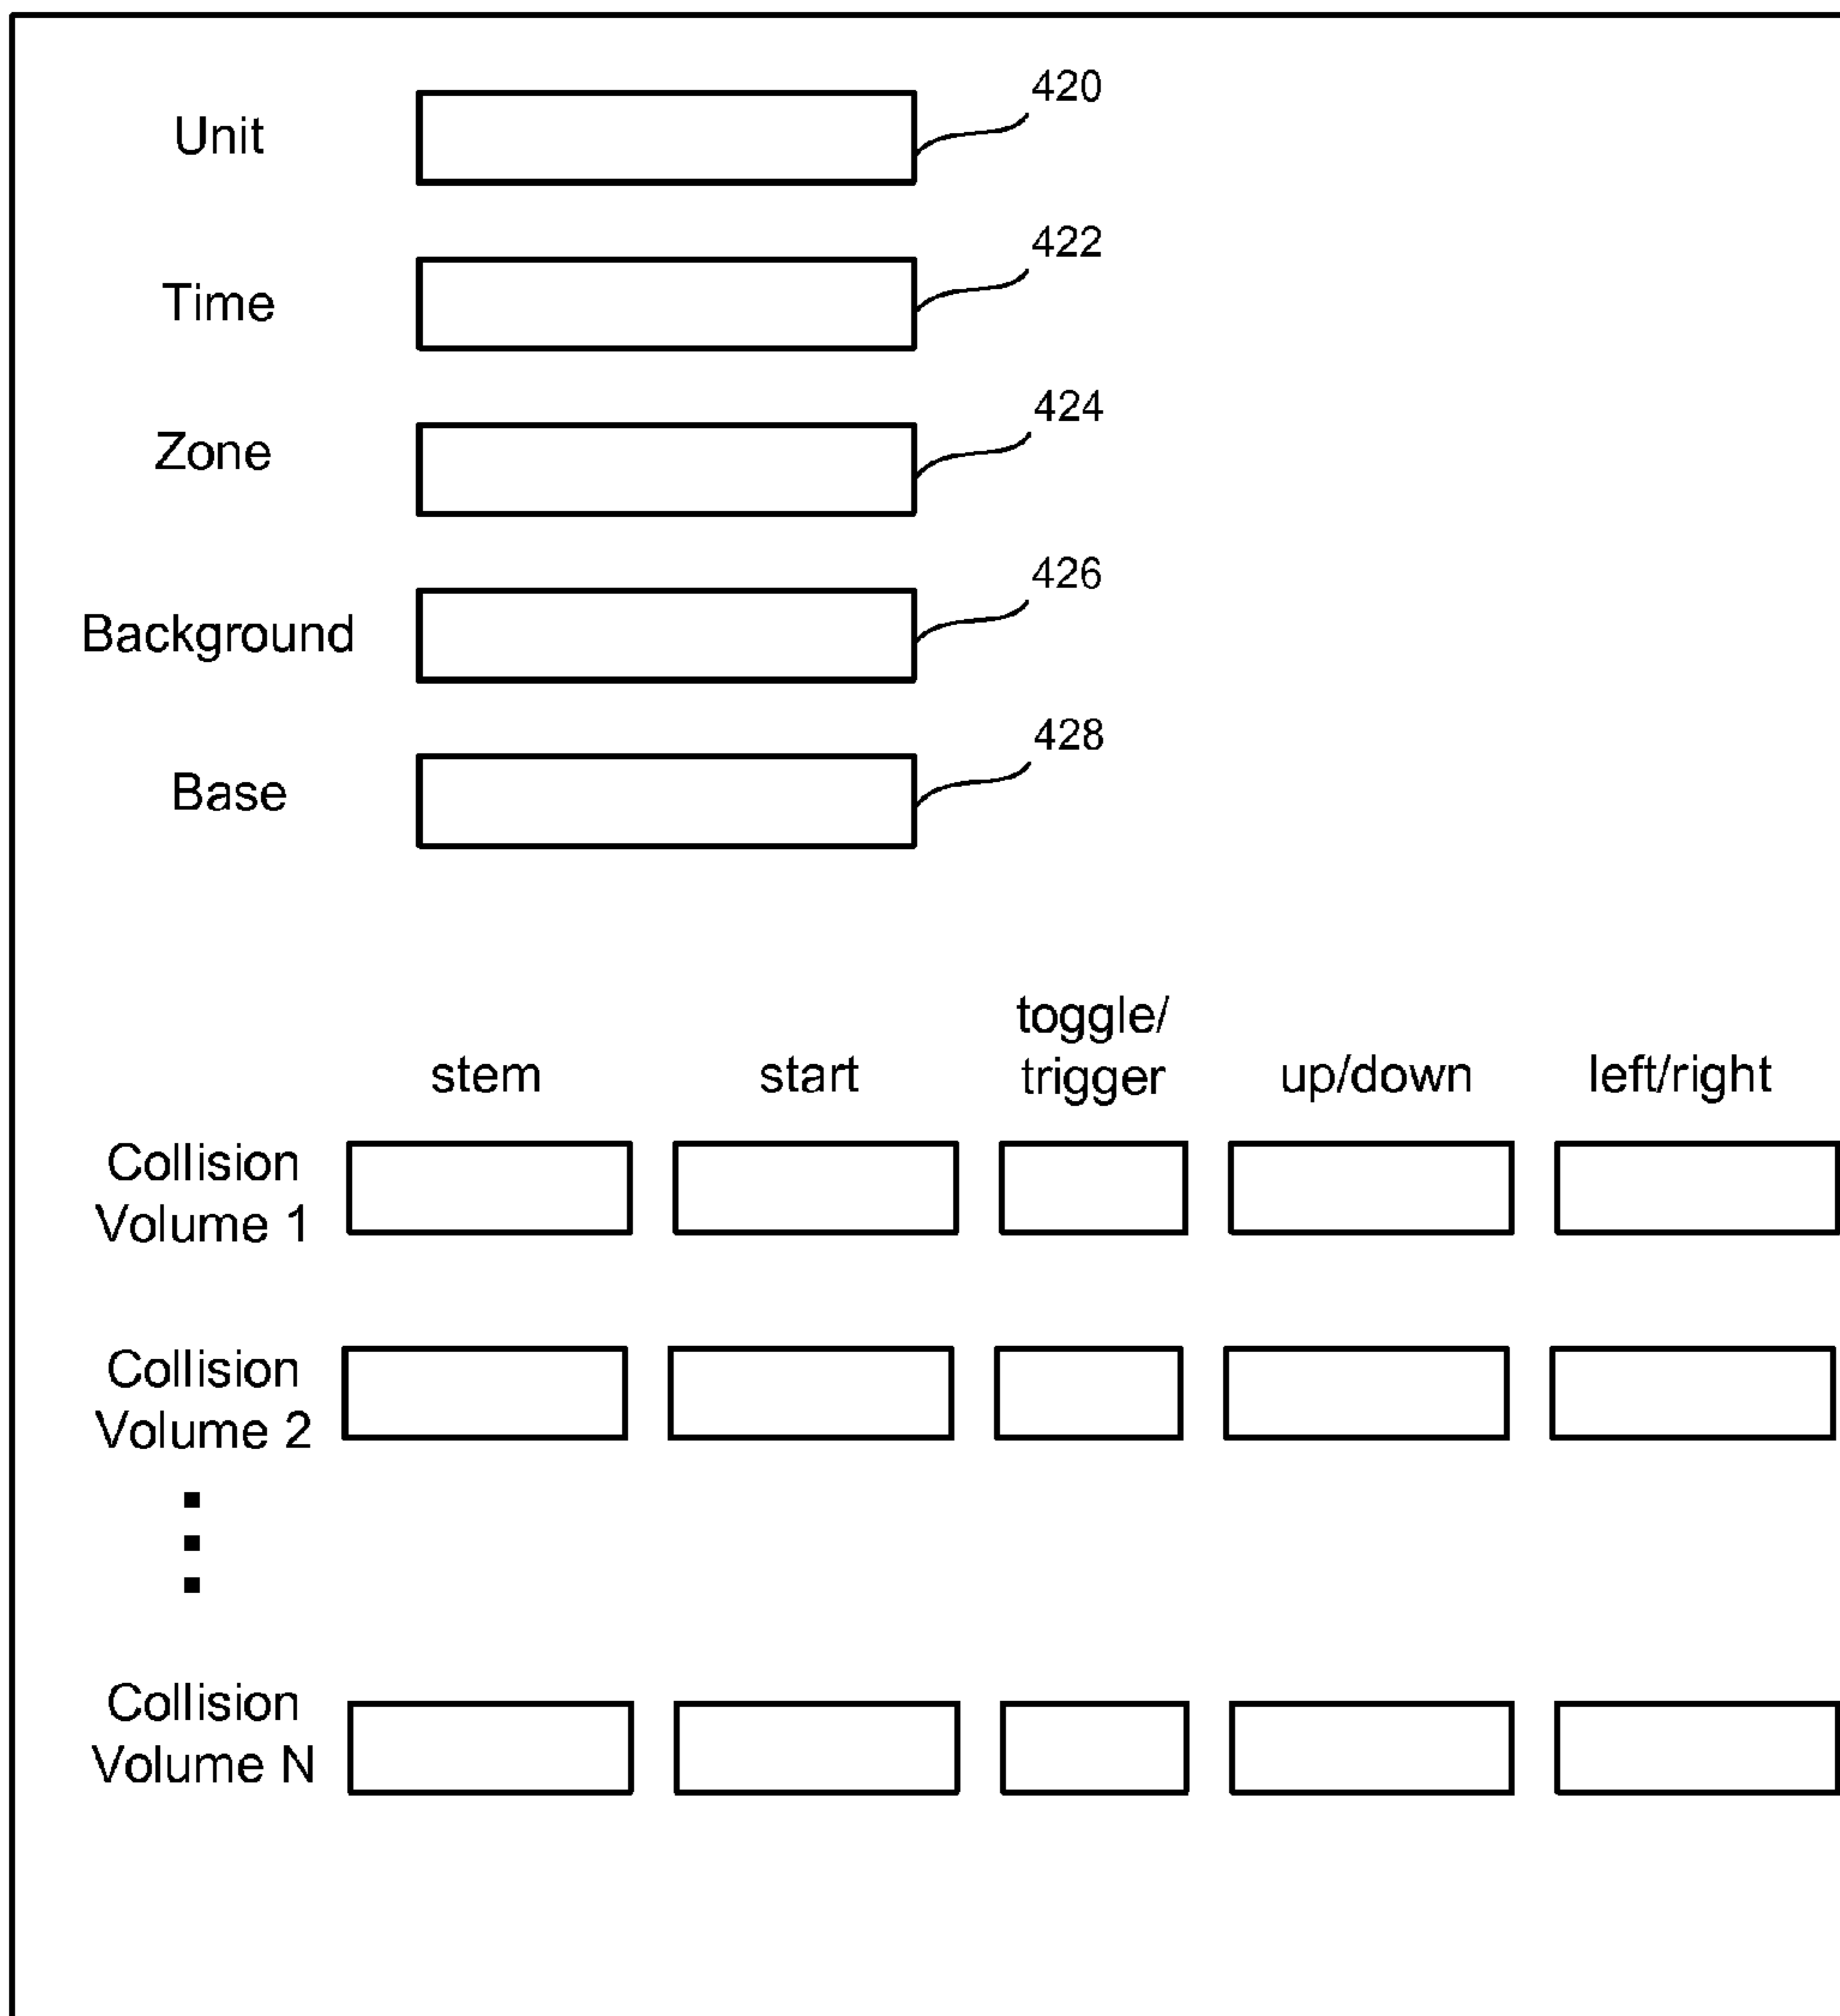 Unit 420
Time 422
Zone 424
Background 426
Base 428
toggle/
stem start trigger up/down left/right
Collision
Volume 1
Collision
Volume 2
Collision
Volume N